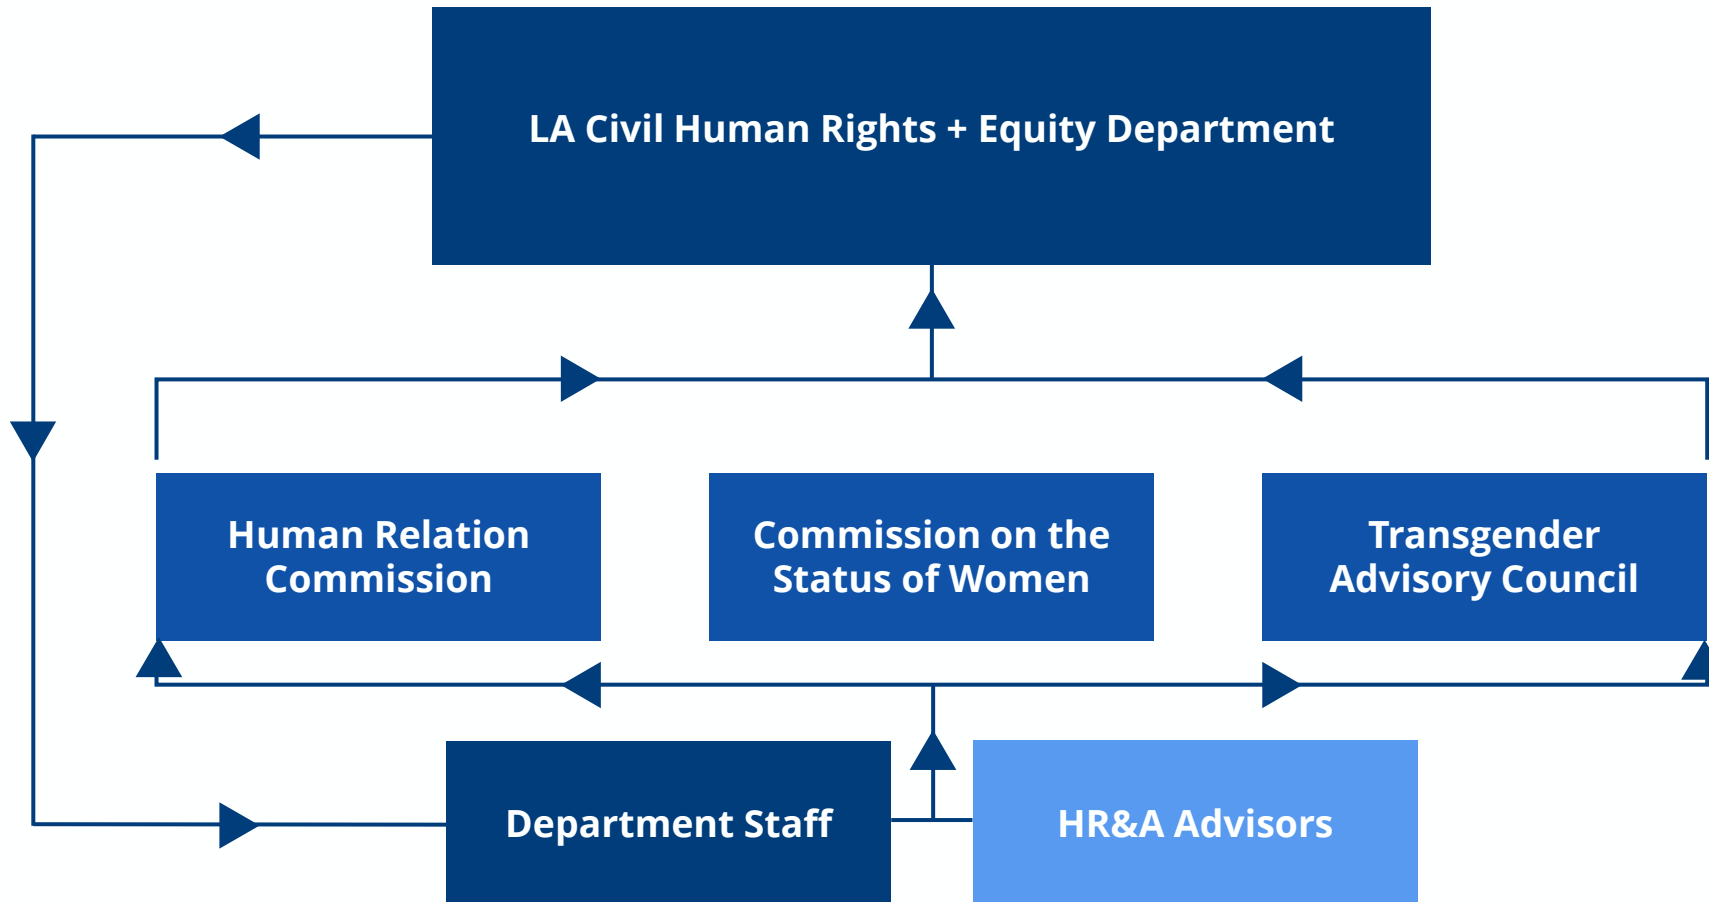 LA Civil Human Rights + Equity Department
Human Relation
Commission
Commission on the
Status of Women
Transgender
Advisory Council
Department Staff
HR&A Advisors